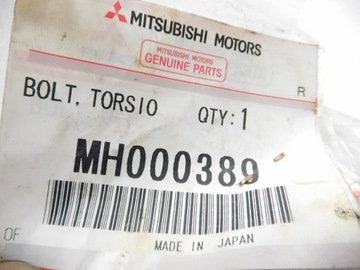 MITSUBISHI MOTORS
MITSUBISHI MOTORS
GENUINE PARTS
R
BOLT, TORSIO QTY:1
MH000389
OF
MADE IN JAPAN